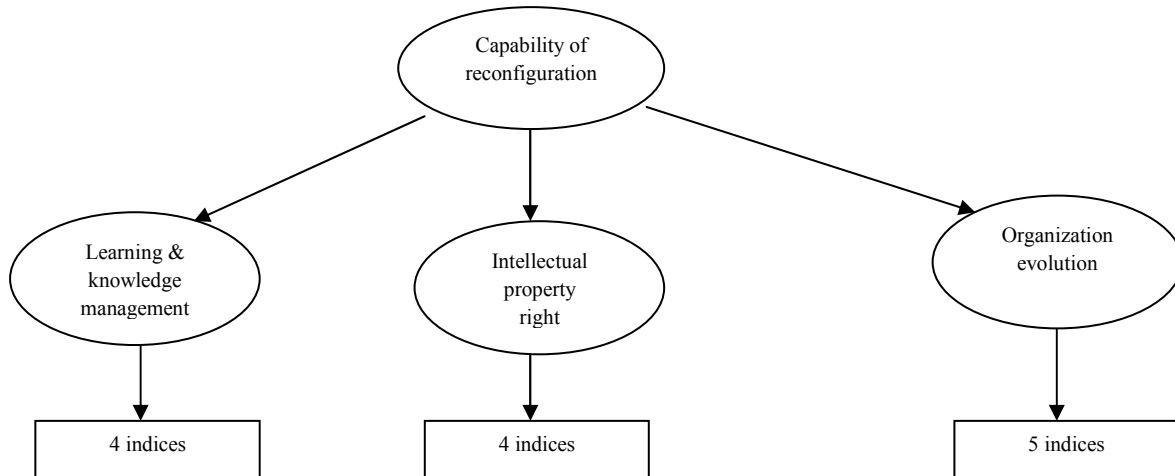 Capability of
reconfiguration
Learning &
knowledge
management
Intellectual
property
right
Organization
evolution
4 indices
4 indices
5 indices